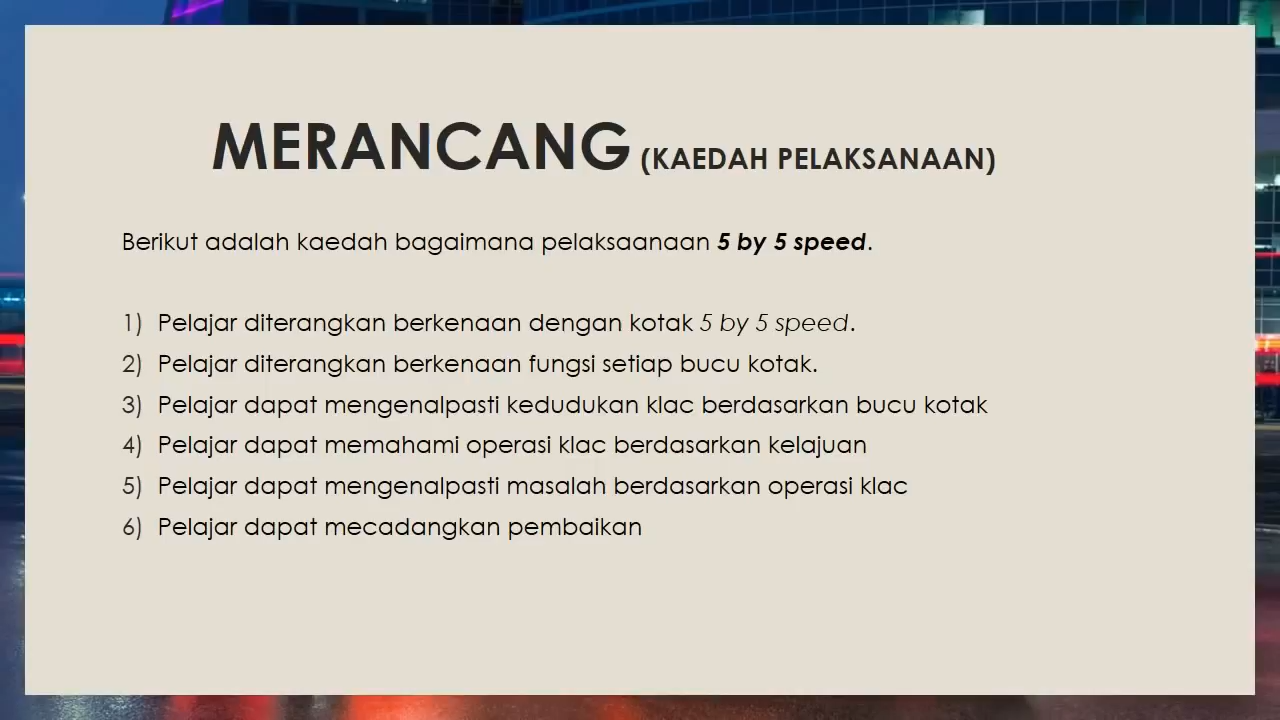 MERANCANG (KAEDAH PELAKSANAAN)
Berikut adalah kaedah bagaimana pelaksaanaan 5 by 5 speed.
1) Pelajar diterangkan berkenaan dengan kotak 5 by 5 speed.
2) Pelajar diterangkan berkenaan fungsi setiap bucu kotak.
3) Pelajar dapat mengenalpasti kedudukan klac berdasarkan bucu kotak
4) Pelajar dapat memahami operasi klac berdasarkan kelajuan
5) Pelajar dapat mengenalpasti masalah berdasarkan operasi klac
6) Pelajar dapat mecadangkan pembaikan